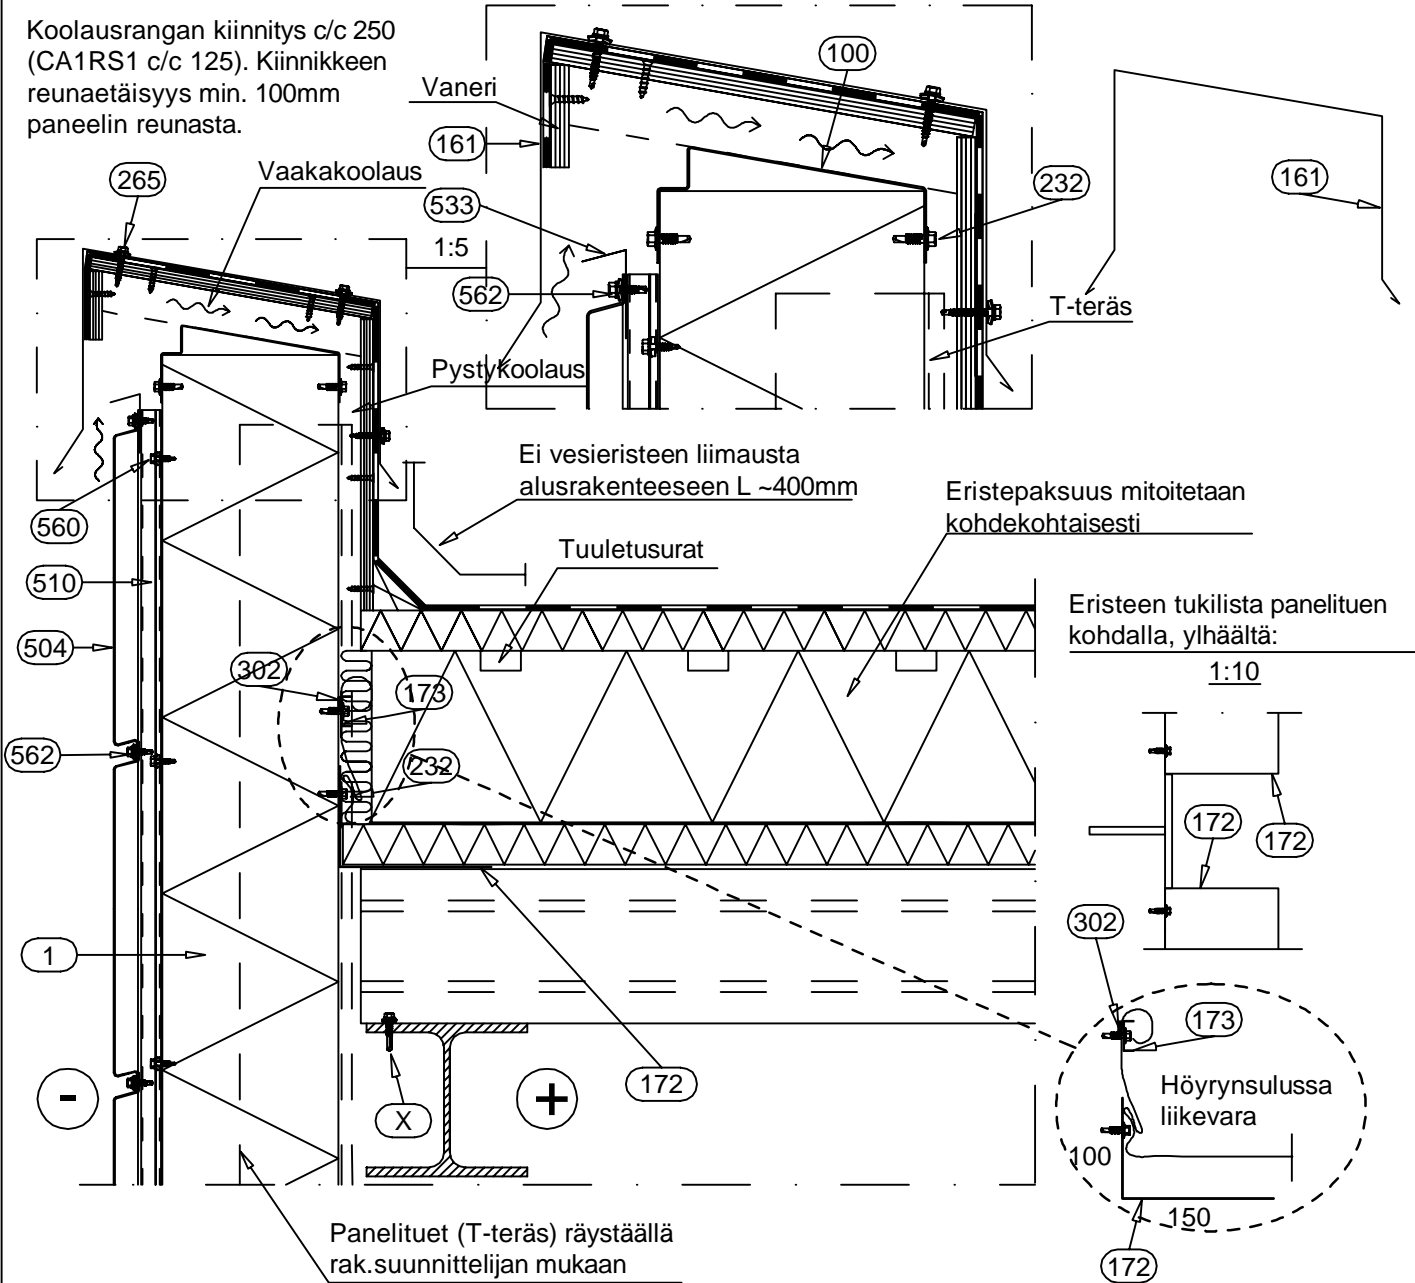 Koolausrangan kiinnitys c/c 250
(CA1RS1 c/c 125). Kiinnikkeen
reunaetäisyys min. 100mm
paneelin reunasta.
Vaneri
100
161
265
Vaakakoolaus
533
1:5
562
232
161
T-teräs
Pystykoolaus
Ei vesieristeen liimausta
alusrakenteeseen L ~400mm
Eristepaksuus mitoitetaan
kohdekohtaisesti
560
Tuuletusurat
510
504
Eristeen tukilista panelituen
kohdalla, ylhäältä:
1:10
302
173
562
232
172
172
1
302
173
Höyrynsulussa
liikevara
172
-
+
X
100
150
172
Panelituet (T-teräs) räystäällä
rak.suunnittelijan mukaan